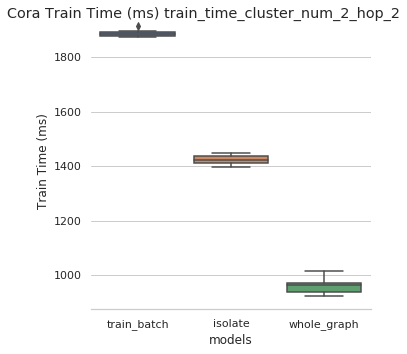 Cora Train Time (ms) train_time_cluster_num_2_hop_2
1800
1600
1400
1200
1000
Train Time (ms)
train_batch isolate whole_graph
models